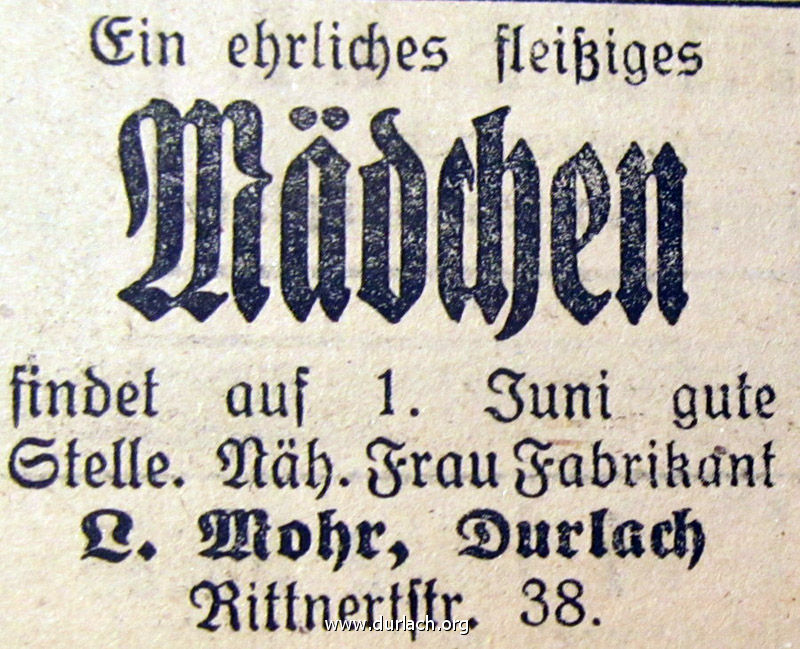 Ein ehrliches fleißiges
Mädchen
findet auf 1. Juni gute
Stelle. Näh. Frau Fabrikant
L. Mohr, Durlach
Rittnertstr. 38.
www.durlach.org